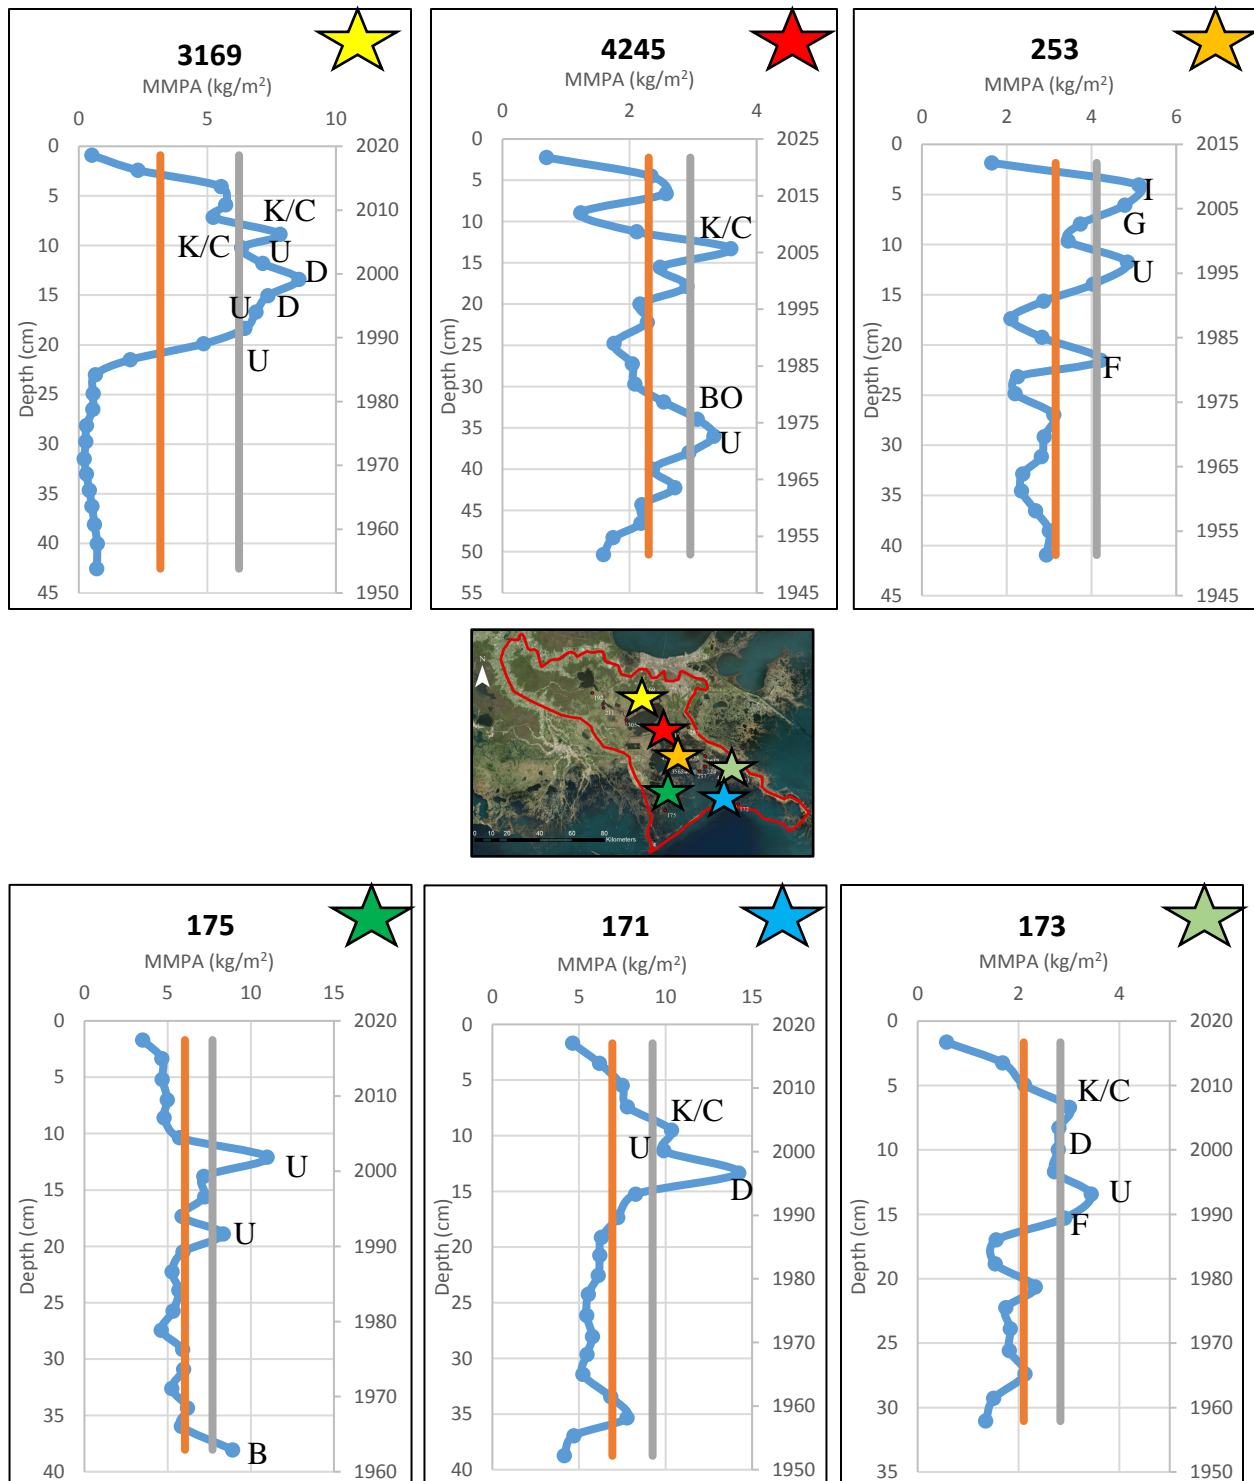 3169
MMPA (kg/m²)
0 5 10
0 2020
5
K/C 2010
10 K/C U
D 2000
15 U D
20 1990
U
25 1980
30
1970
35
1960
40
45 1950
Depth (cm)
4245
MMPA (kg/m²)
0 2 4
0 2025
5 2015
10 K/C
2005
15
20 1995
25 1985
30 BO
1975
35 U
40 1965
45
1955
50
55 1945
Depth (cm)
253
MMPA (kg/m²)
0 2 4 6
0 2015
5 I
2005
G
10
U 1995
15
20 1985
F
25 1975
30
1965
35
1955
40
45 1945
Depth (cm)
N
0 10 20 40 60 80
Kilometers
175
175
MMPA (kg/m²)
0 5 10 15
0 2020
5 2010
10
U 2000
15
U
20 1990
25 1980
30
1970
35
B
40 1960
Depth (cm)
171
MMPA (kg/m²)
0 5 10 15
0 2020
5 2010
K/C
10 U 2000
D
15
1990
20
1980
25
1970
30
1960
35
40 1950
Depth (cm)
173
MMPA (kg/m²)
0 2 4
0 2020
5 K/C 2010
10 D 2000
U
15 F 1990
20 1980
25 1970
30 1960
35 1950
Depth (cm)